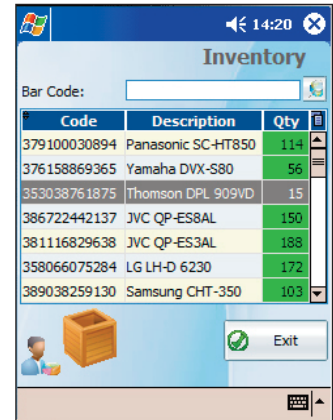 14:20
Inventory
Bar Code:
Code Description Qty
379100030894 Panasonic SC-HT850 114
376158869365 Yamaha DVX-S80 56
353038761875 Thomson DPL 909VD 15
386722442137 JVC QP-ES8AL 150
381116829638 JVC QP-ES3AL 188
358066075284 LG LH-D 6230 172
389038259130 Samsung CHT-350 103
Exit